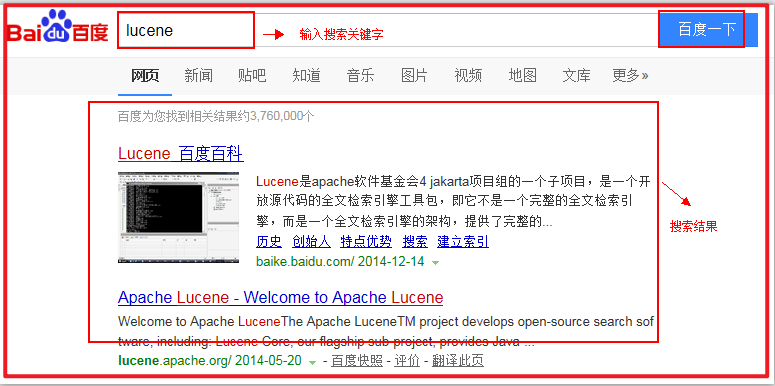 Bai du 百度 lucene 输入搜索关键字 百度一下
网页 新闻 贴吧 知道 音乐 图片 视频 地图 文库 更多»
百度为您找到相关结果约3,760,000个
Lucene_百度百科
Lucene是apache软件基金会4 jakarta项目组的一个子项目，是一个开
放源代码的全文检索引擎工具包，即它不是一个完整的全文检索引
擎，而是一个全文检索引擎的架构，提供了完整的...
搜索结果
历史 创始人 特点优势 搜索 建立索引
baike.baidu.com/ 2014-12-14
Apache Lucene - Welcome to Apache Lucene
Welcome to Apache LuceneThe Apache LuceneTM project develops open-source search sof
tware, including: Lucene Core, our flagship sub-project, provides Java ...
lucene.apache.org/ 2014-05-20 - 百度快照 - 评价 - 翻译此页